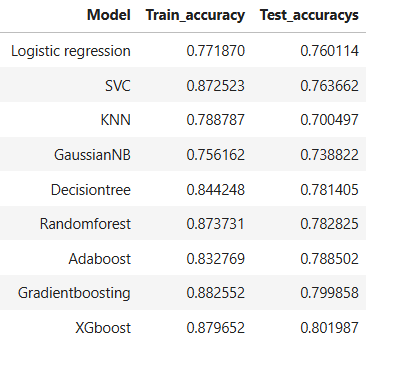 Model Train_accuracy Test_accuracys
Logistic regression 0.771870 0.760114
SVC 0.872523 0.763662
KNN 0.788787 0.700497
GaussianNB 0.756162 0.738822
Decisiontree 0.844248 0.781405
Randomforest 0.873731 0.782825
Adaboost 0.832769 0.788502
Gradientboosting 0.882552 0.799858
XGboost 0.879652 0.801987